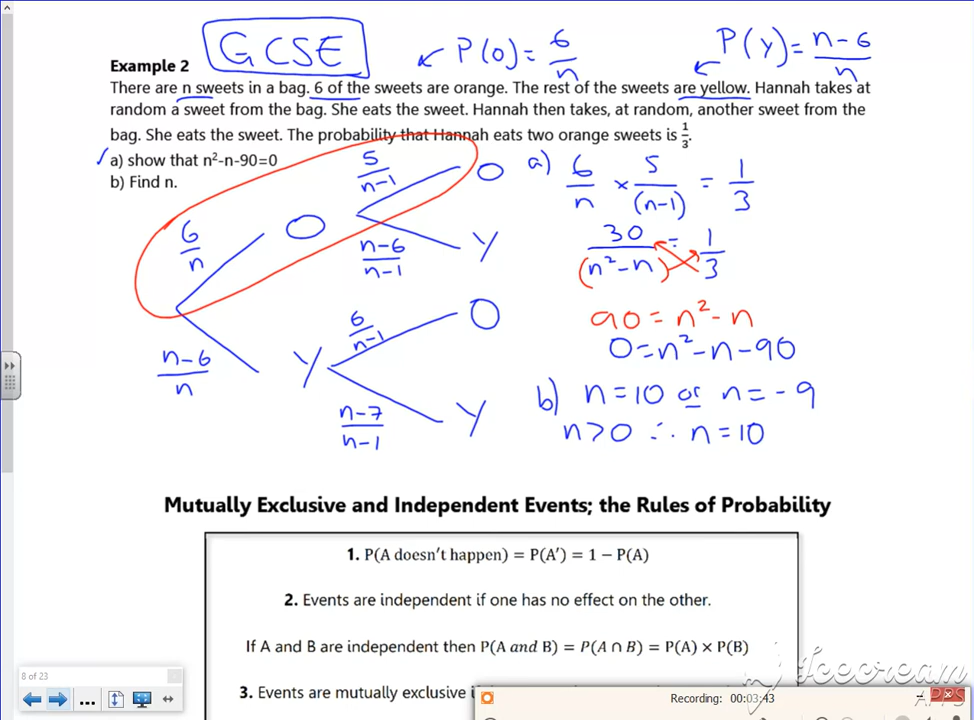 GCSE
P(O) = 6/n
P(Y) = n-6/n
Example 2
There are n sweets in a bag. 6 of the sweets are orange. The rest of the sweets are yellow. Hannah takes at
random a sweet from the bag. She eats the sweet. Hannah then takes, at random, another sweet from the
bag. She eats the sweet. The probability that Hannah eats two orange sweets is 1/3.
a) show that n²-n-90=0
b) Find n.
6/n
O
5/n-1
O
n-6/n-1
Y
n-6/n
Y
6/n-1
O
n-7/n-1
Y
a) 6/n × 5/(n-1) = 1/3
30/(n²-n) = 1/3
90 = n²-n
0=n²-n-90
b) n=10 or n=-9
n>0 ∴ n=10
Mutually Exclusive and Independent Events; the Rules of Probability
1. P(A doesn't happen) = P(A′) = 1 − P(A)
2. Events are independent if one has no effect on the other.
If A and B are independent then P(A and B) = P(A ∩ B) = P(A) × P(B)
3. Events are mutually exclusive
8 of 23
Recording: 00:03:43
Icecream
APPS